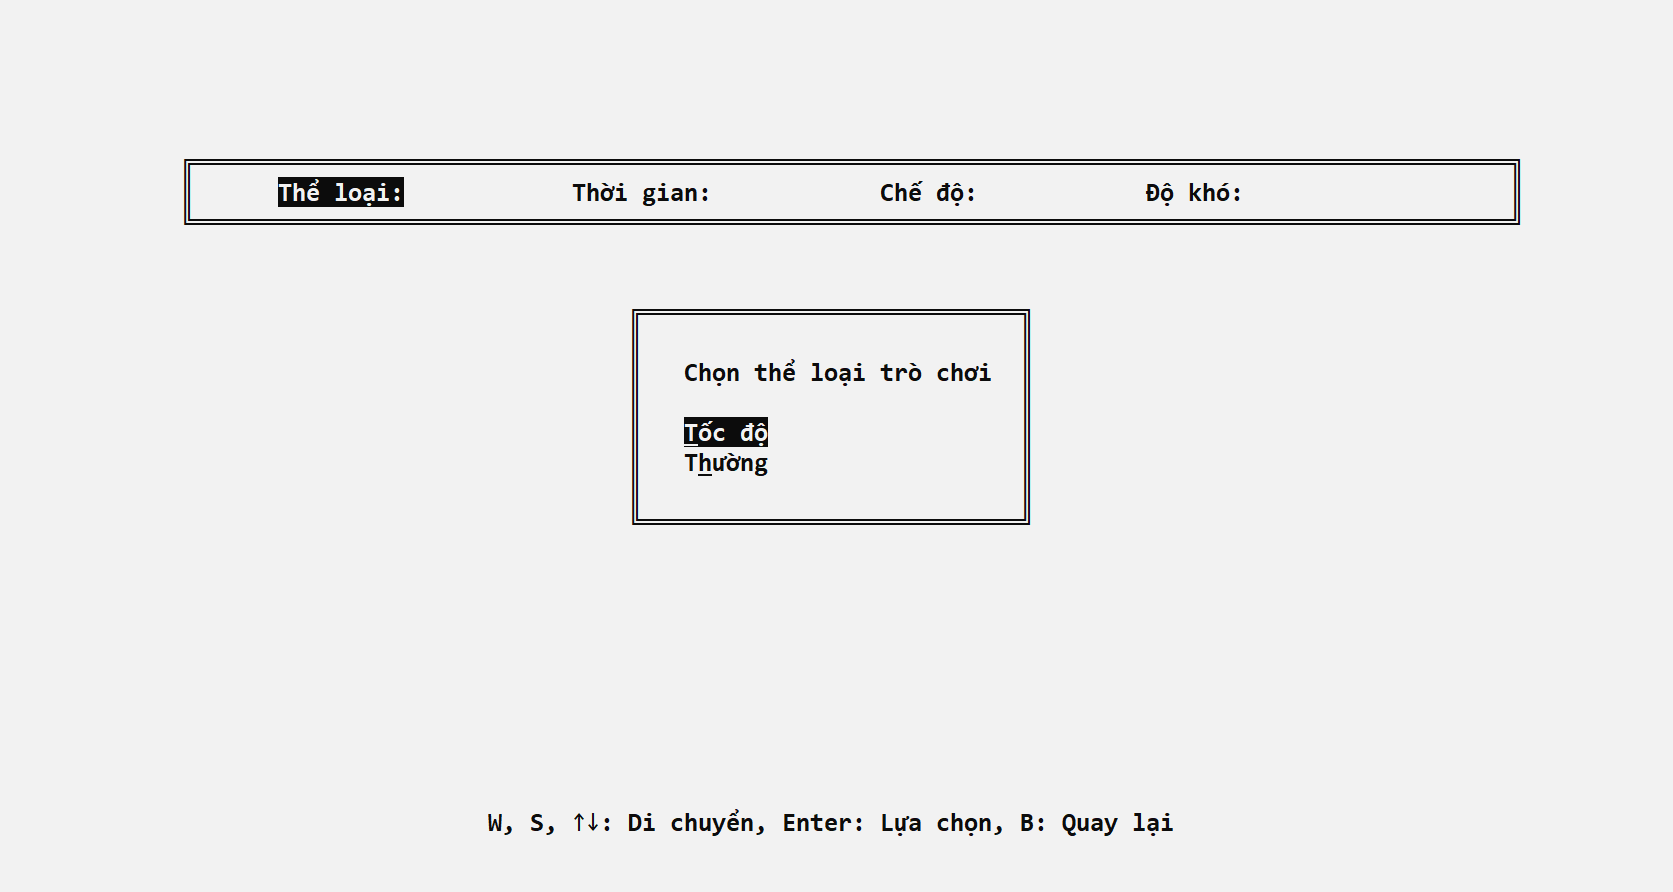 Thể loại: Thời gian: Chế độ: Độ khó:
Chọn thể loại trò chơi
Tốc độ
Thường
W, S, ↑↓: Di chuyển, Enter: Lựa chọn, B: Quay lại